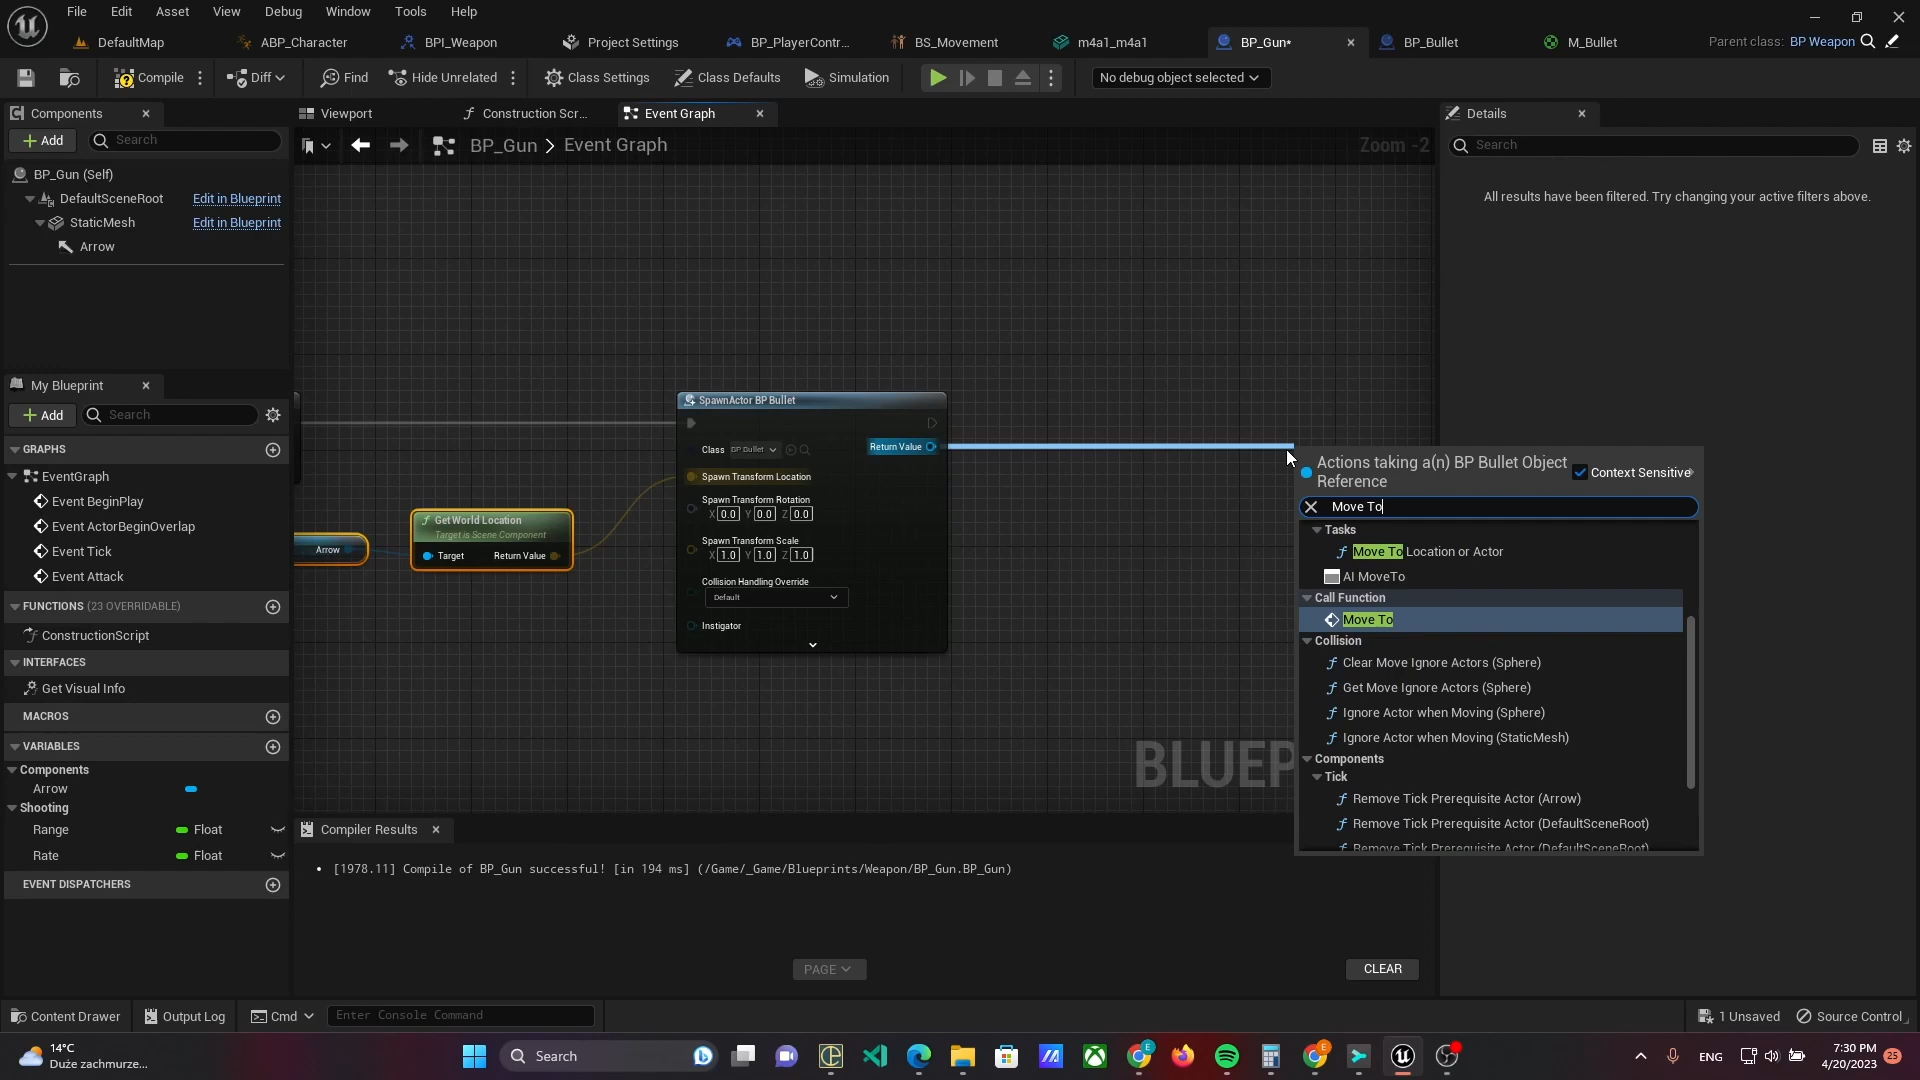 File Edit Asset View Debug Window Tools Help
DefaultMap ABP_Character BPI_Weapon Project Settings BP_PlayerContr... BS_Movement m4a1_m4a1 BP_Gun* BP_Bullet M_Bullet Parent class: BP Weapon
Compile Diff Find Hide Unrelated Class Settings Class Defaults Simulation No debug object selected
Components Viewport Construction Scr... Event Graph Details
Add Search BP_Gun > Event Graph Zoom -2 Search
BP_Gun (Self)
All results have been filtered. Try changing your active filters above.
DefaultSceneRoot Edit in Blueprint
StaticMesh Edit in Blueprint
Arrow
My Blueprint
Add Search
GRAPHS
EventGraph
Event BeginPlay
Event ActorBeginOverlap
Event Tick
Event Attack
FUNCTIONS (23 OVERRIDABLE)
ConstructionScript
INTERFACES
Get Visual Info
MACROS
VARIABLES
Components
Arrow
Shooting
Range Float
Rate Float
EVENT DISPATCHERS
Arrow
Get World Location
Target is Scene Component
Target Return Value
SpawnActor BP Bullet
Class BP Bullet Return Value
Spawn Transform Location
Spawn Transform Rotation
X 0.0 Y 0.0 Z 0.0
Spawn Transform Scale
X 1.0 Y 1.0 Z 1.0
Collision Handling Override
Default
Instigator
BLUEP
Actions taking a(n) BP Bullet Object
Reference
Context Sensitive
Move To
Tasks
Move To Location or Actor
AI MoveTo
Call Function
Move To
Collision
Clear Move Ignore Actors (Sphere)
Get Move Ignore Actors (Sphere)
Ignore Actor when Moving (Sphere)
Ignore Actor when Moving (StaticMesh)
Components
Tick
Remove Tick Prerequisite Actor (Arrow)
Remove Tick Prerequisite Actor (DefaultSceneRoot)
Remove Tick Prerequisite Actor (DefaultSceneRoot)
Compiler Results
[1978.11] Compile of BP_Gun successful! [in 194 ms] (/Game/_Game/Blueprints/Weapon/BP_Gun.BP_Gun)
PAGE CLEAR
Content Drawer Output Log Cmd Enter Console Command 1 Unsaved Source Control
14°C
Duże zachmurze...
Search
ENG
7:30 PM
4/20/2023
25